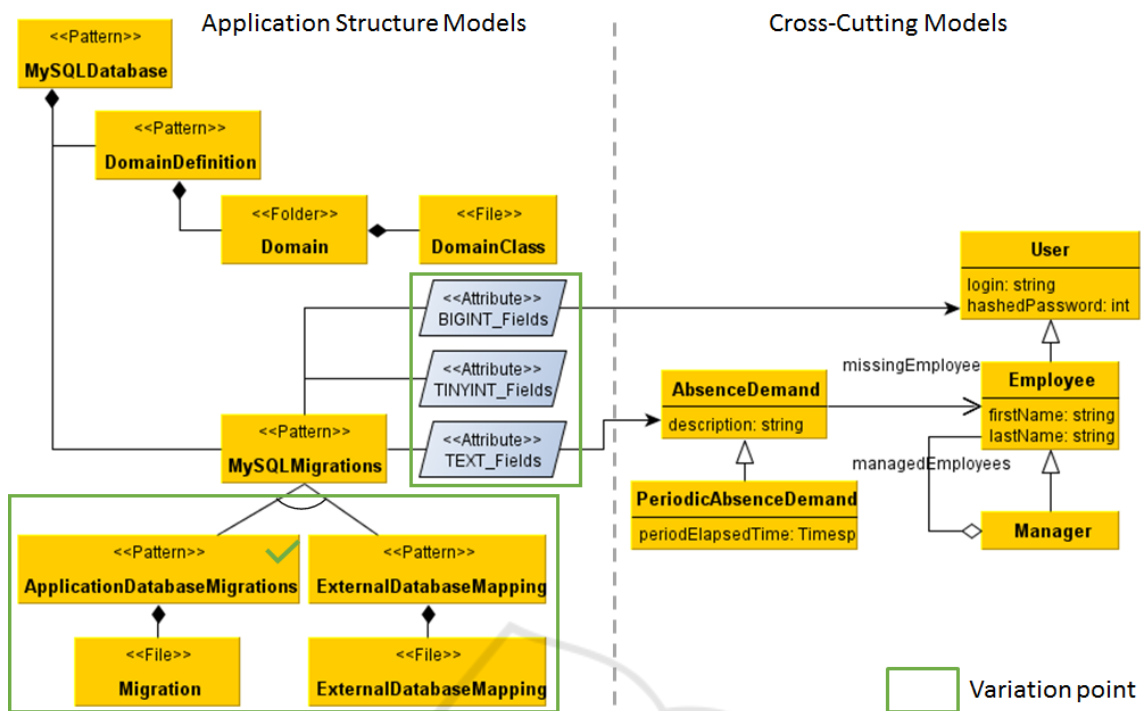 Application Structure Models
Cross-Cutting Models
<<Pattern>>
MySQLDatabase
<<Pattern>>
DomainDefinition
<<Folder>>
Domain
<<File>>
DomainClass
User
login: string
hashedPassword: int
<<Attribute>>
BIGINT_Fields
<<Attribute>>
TINYINT_Fields
<<Attribute>>
TEXT_Fields
missingEmployee
AbsenceDemand
description: string
Employee
firstName: string
lastName: string
managedEmployees
<<Pattern>>
MySQLMigrations
PeriodicAbsenceDemand
periodElapsedTime: Timesp
Manager
<<Pattern>>
ApplicationDatabaseMigrations
<<Pattern>>
ExternalDatabaseMapping
<<File>>
Migration
<<File>>
ExternalDatabaseMapping
Variation point